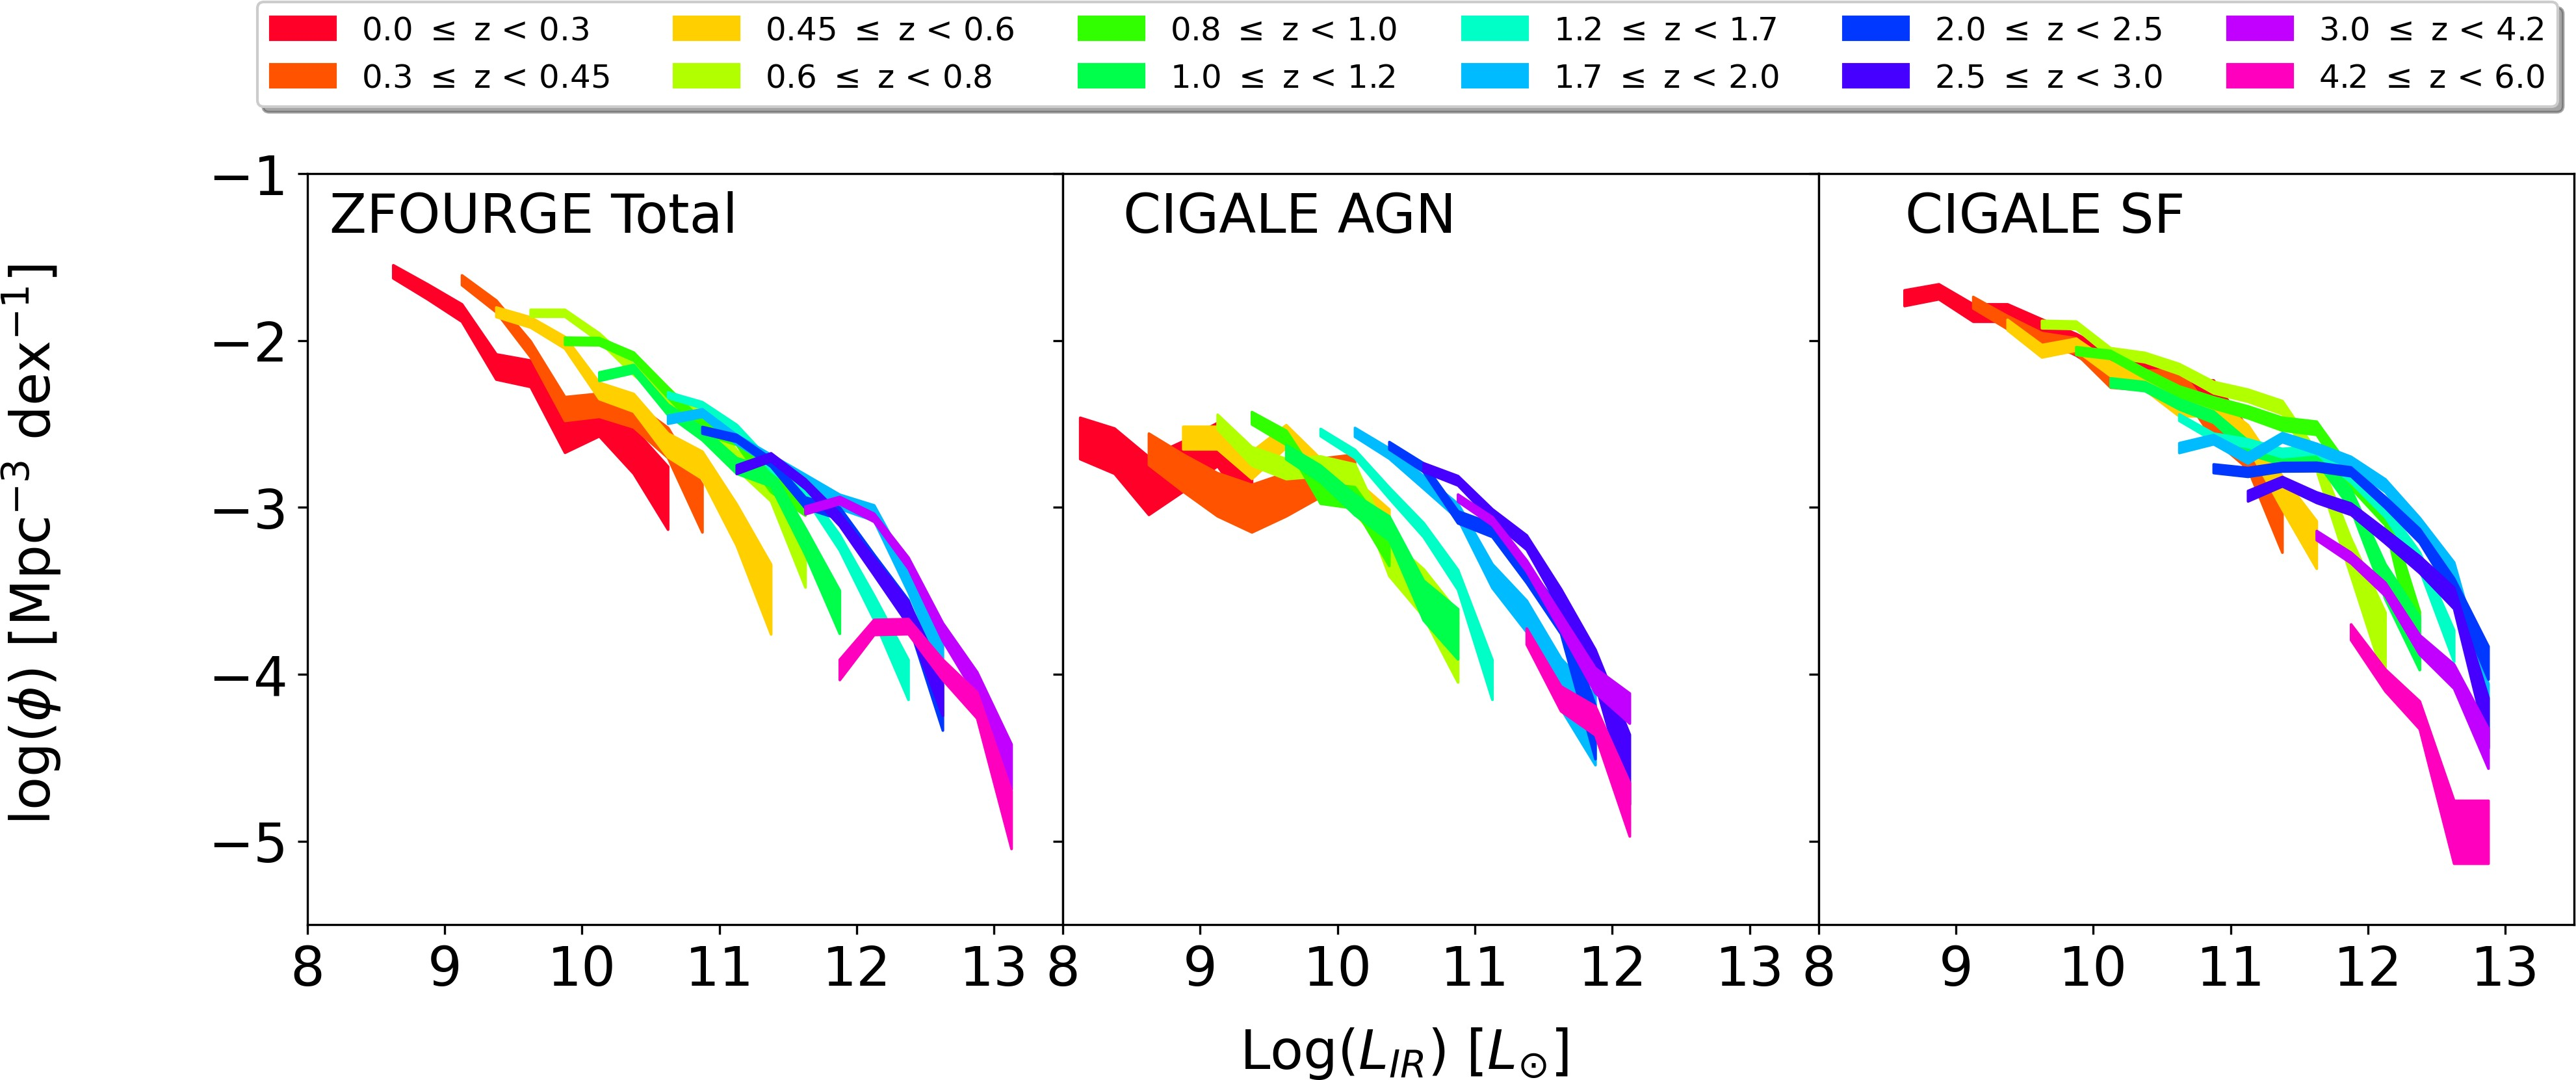 0.0 ≤ z < 0.3 0.45 ≤ z < 0.6 0.8 ≤ z < 1.0 1.2 ≤ z < 1.7 2.0 ≤ z < 2.5 3.0 ≤ z < 4.2
0.3 ≤ z < 0.45 0.6 ≤ z < 0.8 1.0 ≤ z < 1.2 1.7 ≤ z < 2.0 2.5 ≤ z < 3.0 4.2 ≤ z < 6.0
ZFOURGE Total CIGALE AGN CIGALE SF
−1
−2
−3
−4
−5
log(ϕ) [Mpc⁻³ dex⁻¹]
8 9 10 11 12 13 8 9 10 11 12 13 8 9 10 11 12 13
Log(L_IR) [L_⊙]